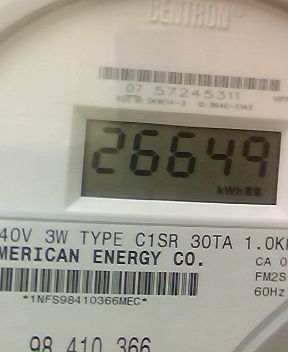 CENTRON®
07 57245311
26649
kWh
40V 3W TYPE C1SR 30TA 1.0K
MERICAN ENERGY CO.
CA 0
FM2S
60Hz
*1NFS98410366MEC*
98 410 366